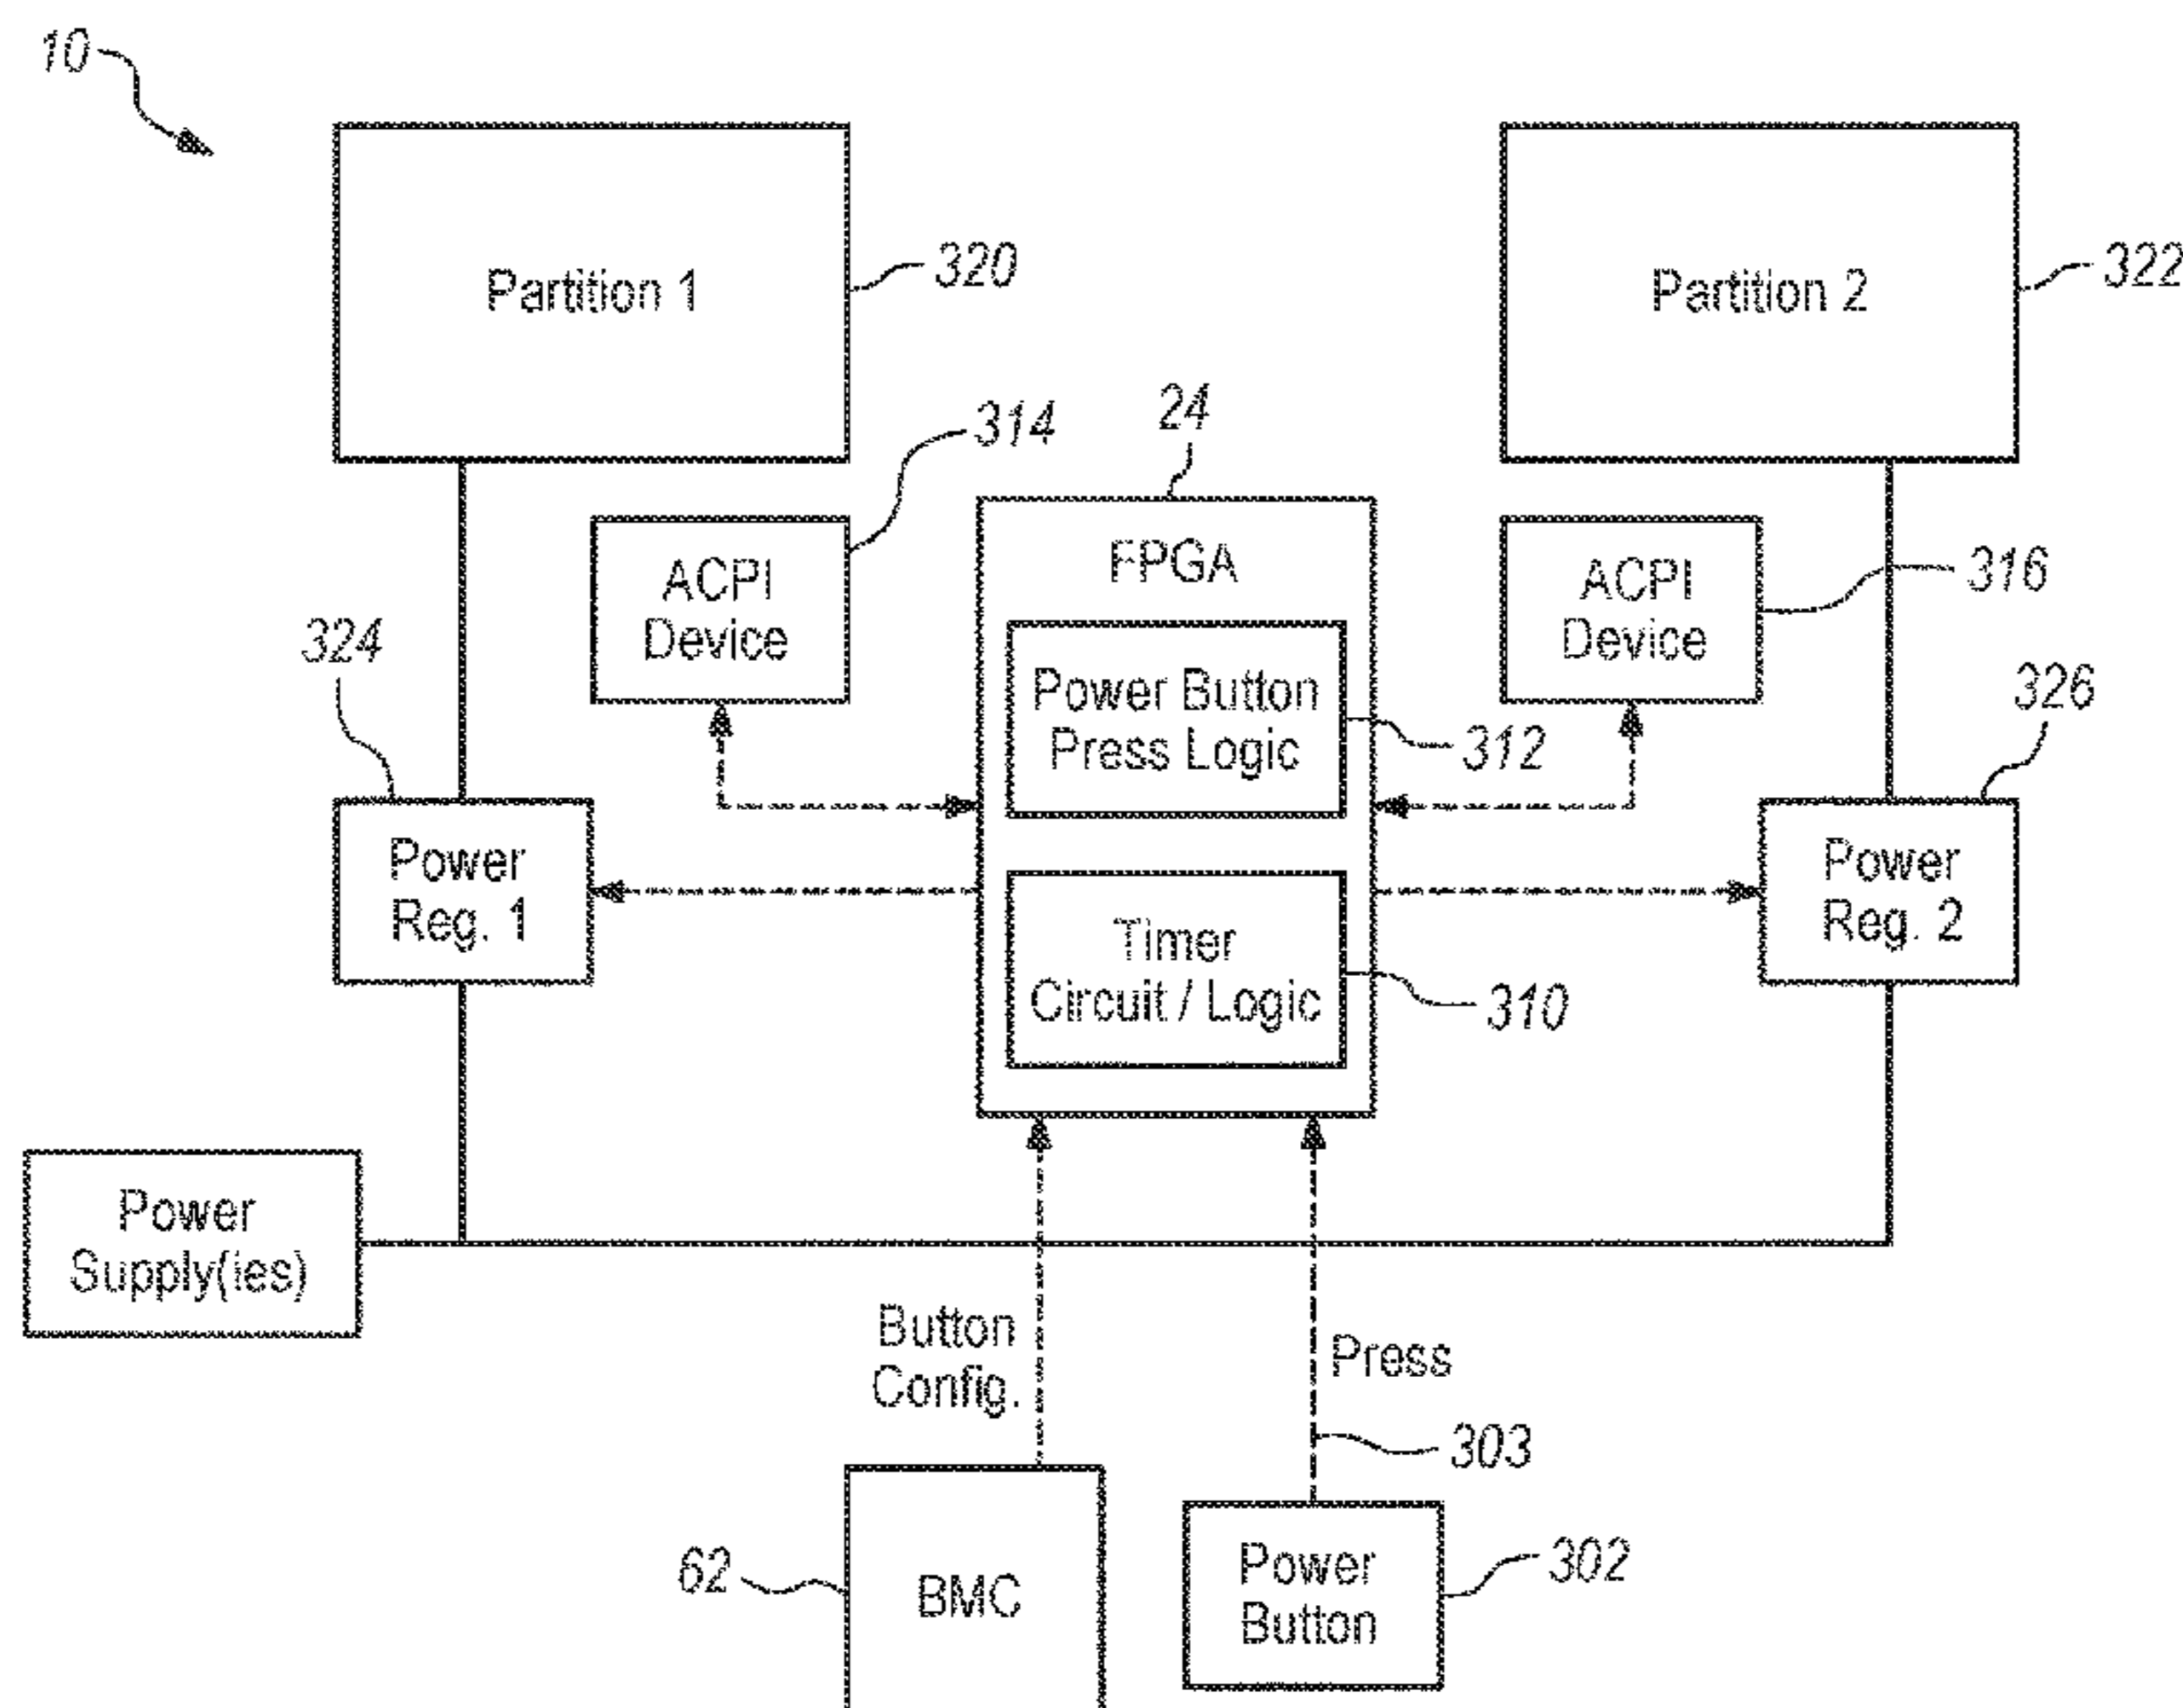 10
Partition 1
320
Partition 2
322
314
24
ACPI
Device
FPGA
ACPI
Device
316
324
Power Button
Press Logic
312
326
Power
Reg. 1
Timer
Circuit / Logic
310
Power
Reg. 2
Power
Supply(ies)
Button
Config.
Press
303
62
BMC
Power
Button
302